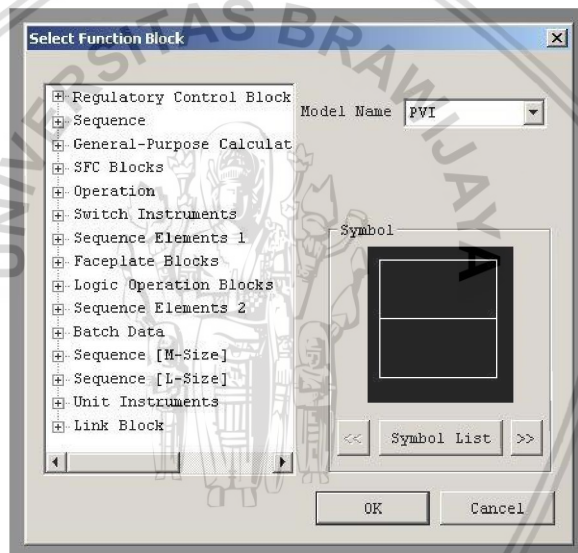 UNIVERSITAS BRAWIJAYA
Select Function Block
Regulatory Control Block
Sequence
General-Purpose Calculat
SFC Blocks
Operation
Switch Instruments
Sequence Elements 1
Faceplate Blocks
Logic Operation Blocks
Sequence Elements 2
Batch Data
Sequence [M-Size]
Sequence [L-Size]
Unit Instruments
Link Block
Model Name PVI
Symbol
<< Symbol List >>
OK Cancel